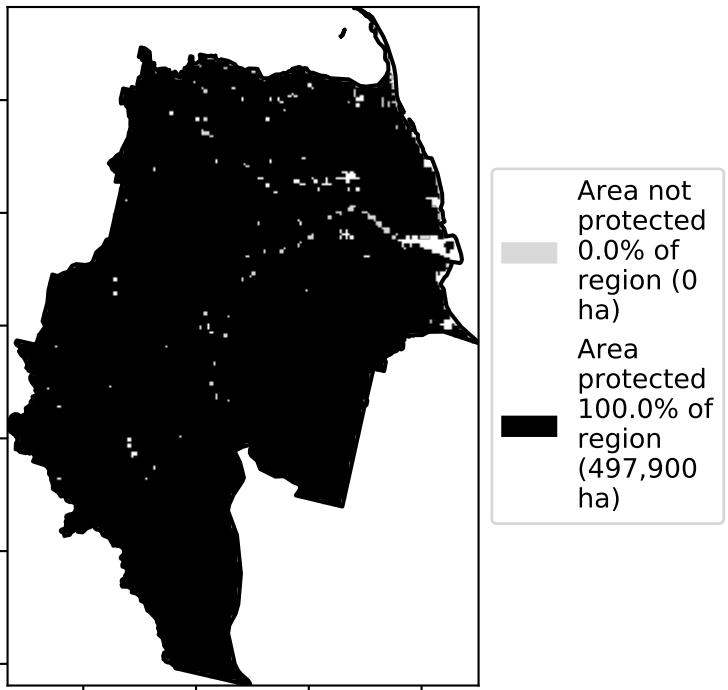 Area not
protected
0.0% of
region (0
ha)
Area
protected
100.0% of
region
(497,900
ha)